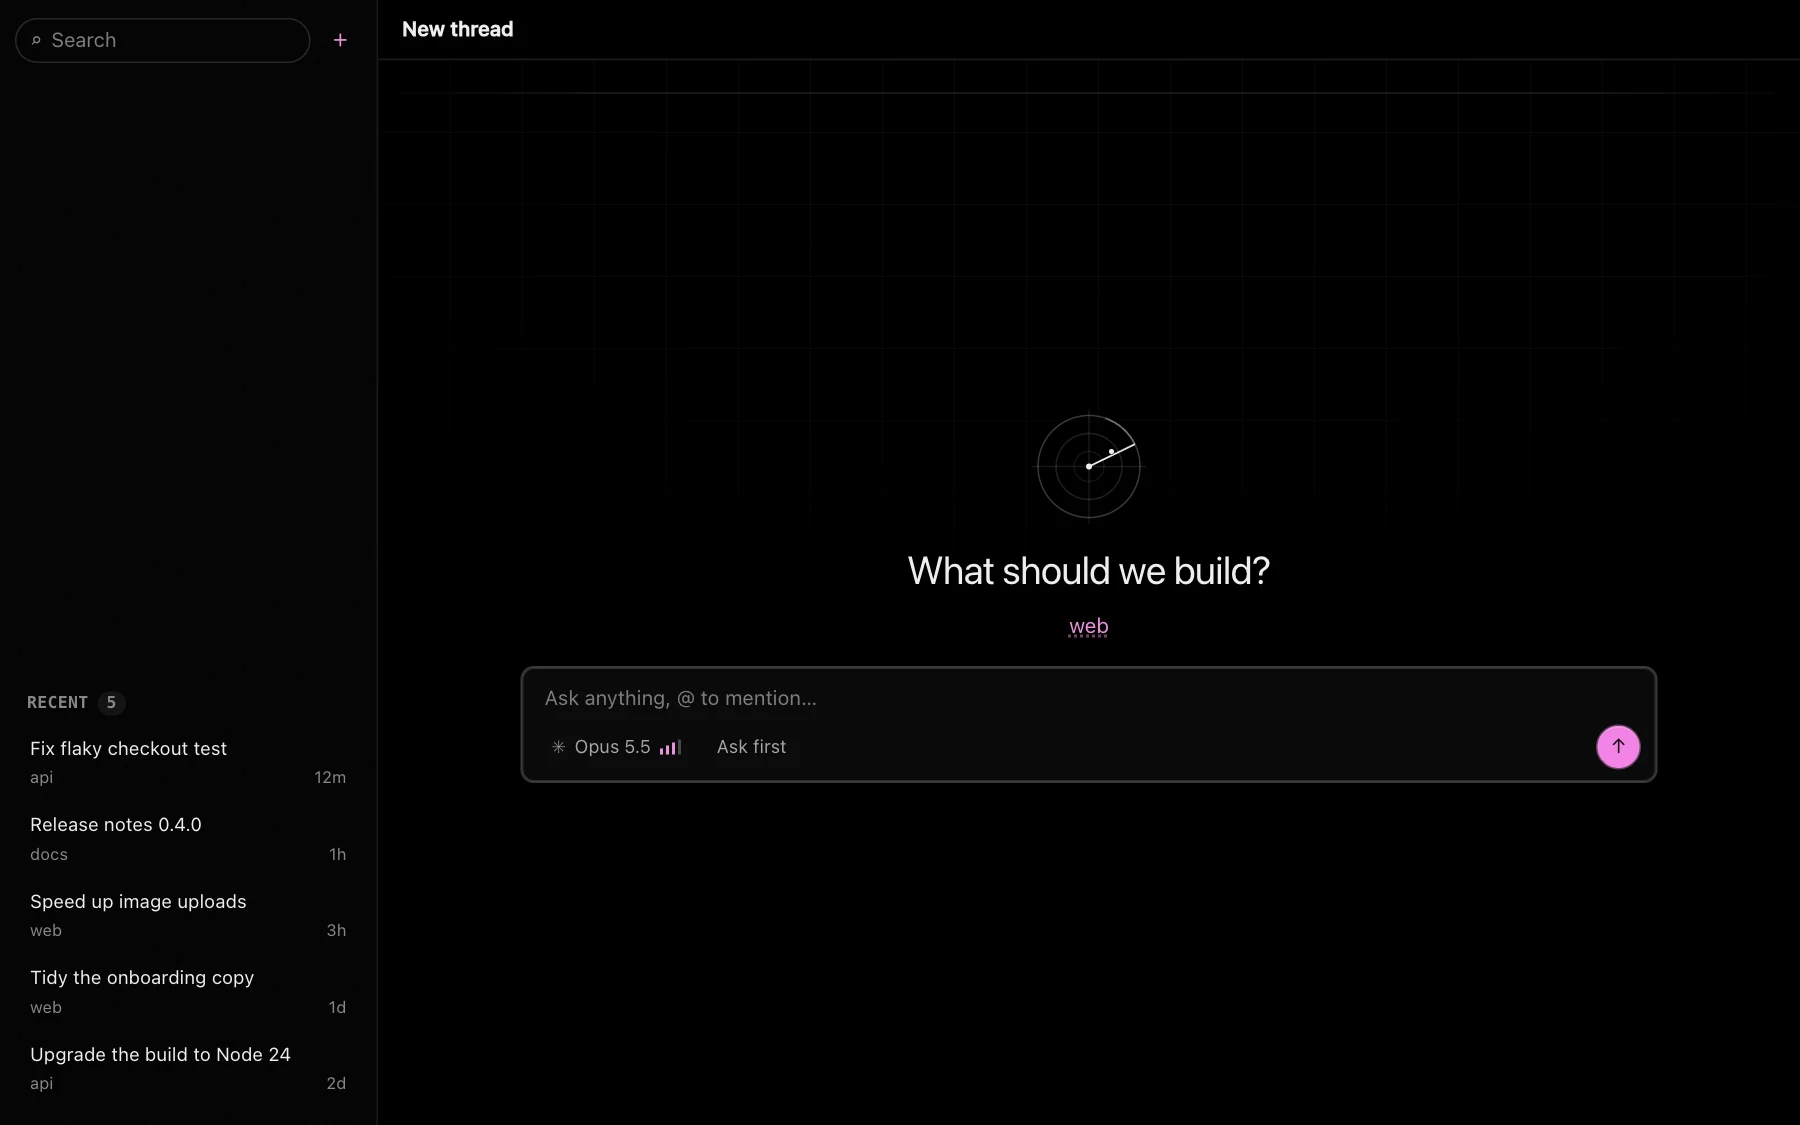 Search
+
New thread
What should we build?
web
Ask anything, @ to mention...
Opus 5.5
Ask first
RECENT 5
Fix flaky checkout test
api 12m
Release notes 0.4.0
docs 1h
Speed up image uploads
web 3h
Tidy the onboarding copy
web 1d
Upgrade the build to Node 24
api 2d